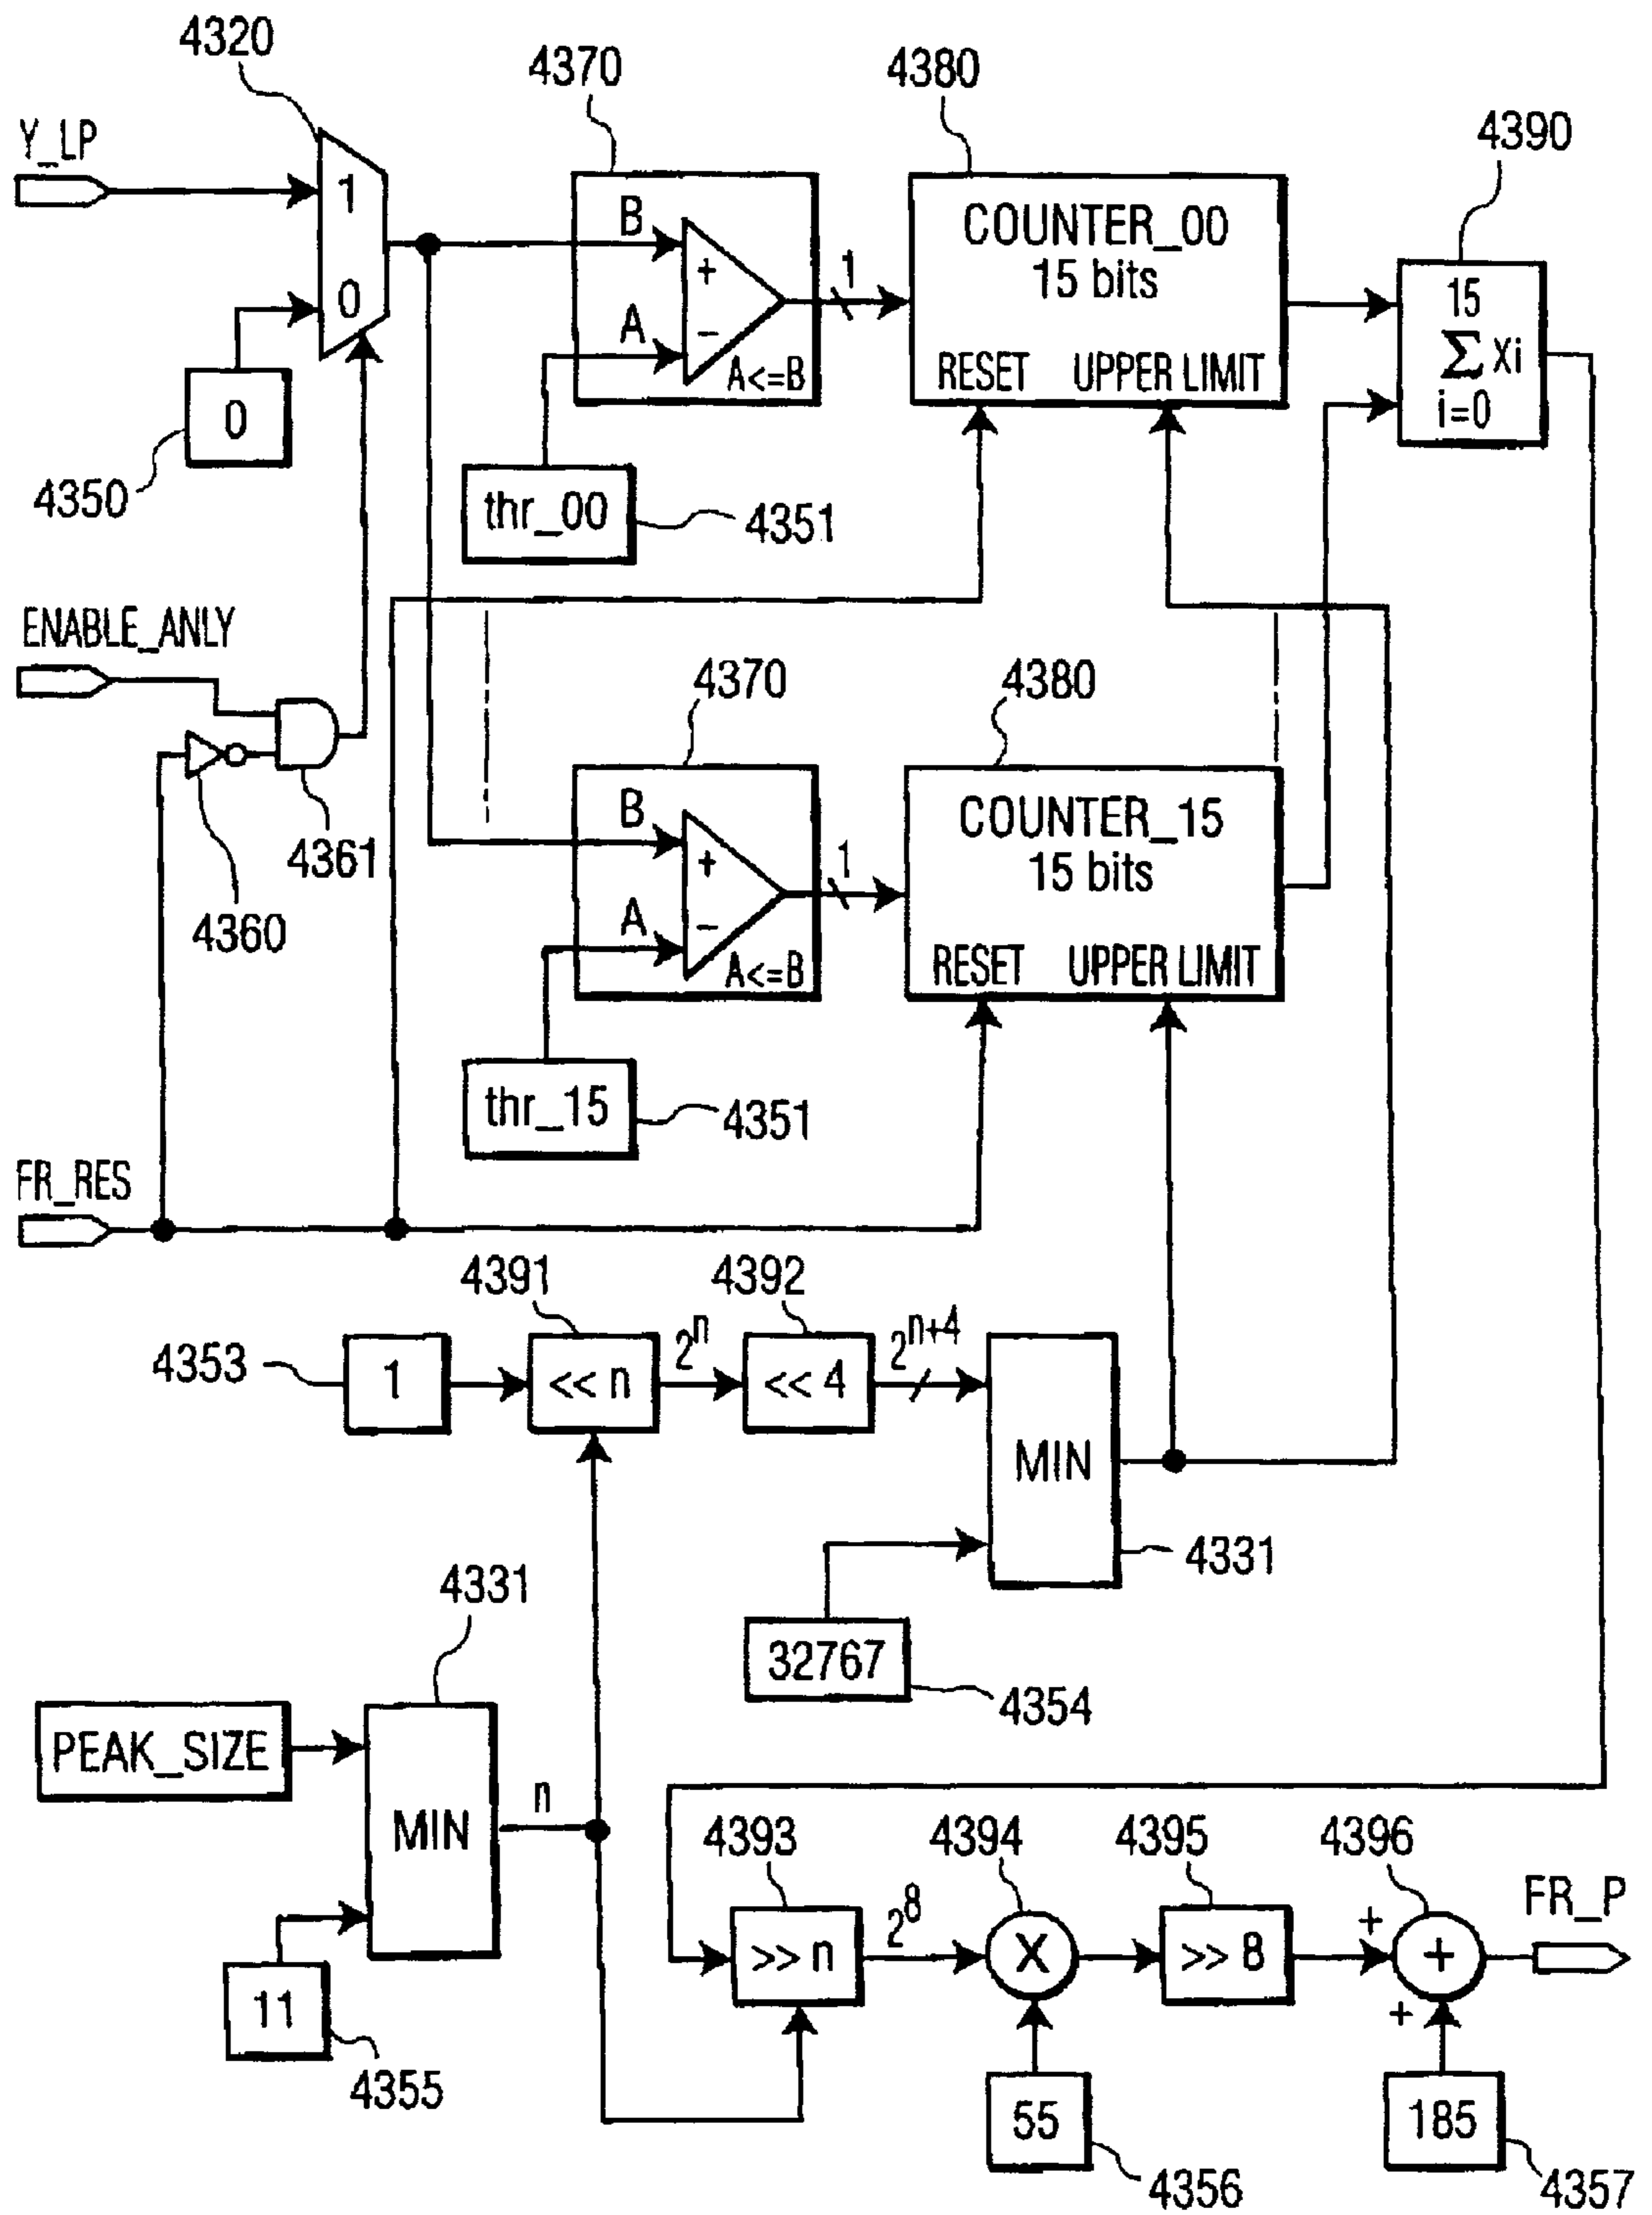 4320
4370
4380
4390
Y_LP
1
0
B
+
A
−
A<=B
1
COUNTER_00
15 bits
RESET UPPER LIMIT
15
Σ Xi
i=0
0
4350
thr_00
4351
ENABLE_ANLY
4361
4360
4370
4380
B
+
A
−
A<=B
1
COUNTER_15
15 bits
RESET UPPER LIMIT
thr_15
4351
FR_RES
4391
4392
4353
1
<< n
2^n
<< 4
2^n+4
MIN
4331
32767
4354
4331
PEAK_SIZE
MIN
n
11
4355
4393
4394
4395
4396
>> n
2^8
X
>> 8
+
+
+
FR_P
55
4356
185
4357